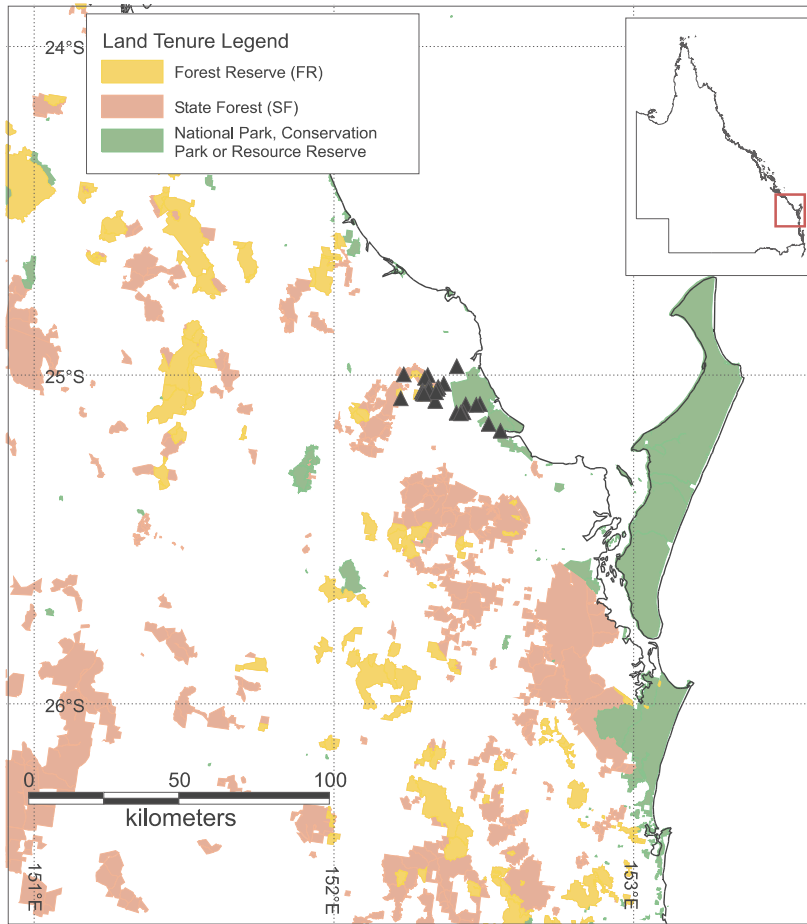 Land Tenure Legend
Forest Reserve (FR)
State Forest (SF)
National Park, Conservation
Park or Resource Reserve
24°S
25°S
26°S
0 50 100
kilometers
151°E
152°E
153°E